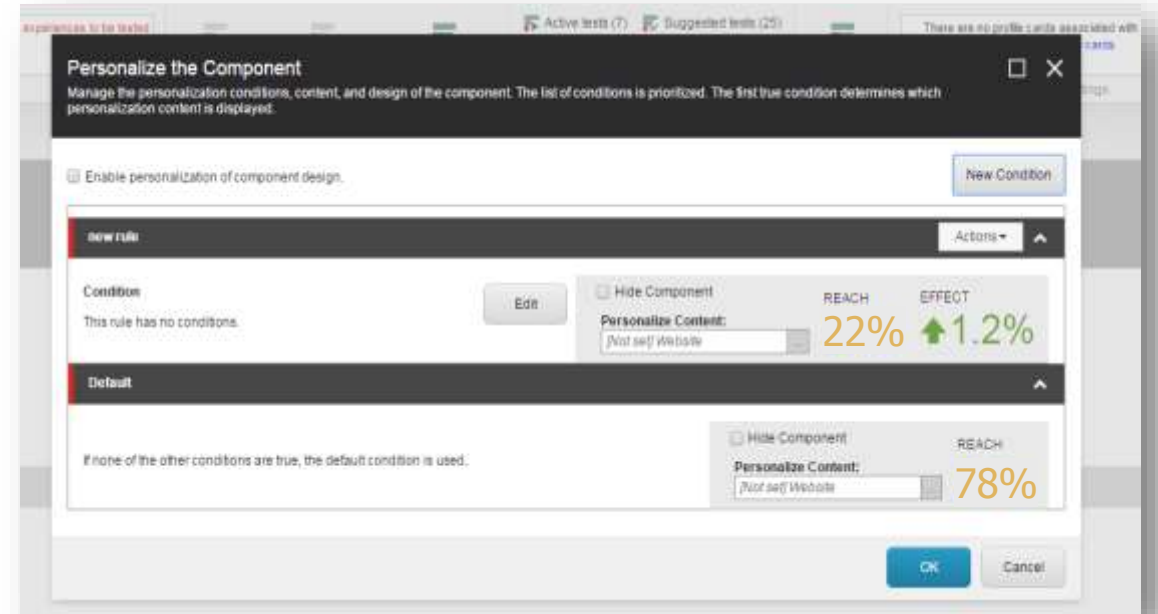 experiences to be tested
Active tests (7)
Suggested tests (25)
There are no profile cards associated with
cards
Personalize the Component
Manage the personalization conditions, content, and design of the component. The list of conditions is prioritized. The first true condition determines which
personalization content is displayed.
Enable personalization of component design.
New Condition
new rule
Actions
Condition
This rule has no conditions.
Edit
Hide Component
Personalize Content:
[Not set] Website
...
REACH
22%
EFFECT
1.2%
Default
If none of the other conditions are true, the default condition is used.
Hide Component
Personalize Content:
[Not set] Website
REACH
78%
OK
Cancel